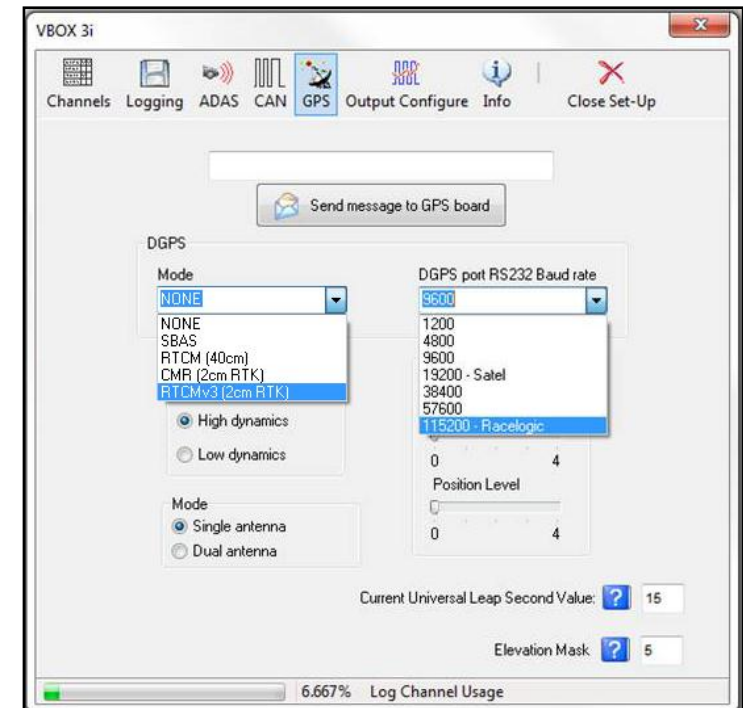 VBOX 3i
x
Channels Logging ADAS CAN GPS Output Configure Info Close Set-Up
Send message to GPS board
DGPS
Mode
NONE
NONE
SBAS
RTCM (40cm)
CMR (2cm RTK)
RTCMv3 (2cm RTK)
DGPS port RS232 Baud rate
9600
1200
4800
9600
19200 - Satel
38400
57600
115200 - Racelogic
High dynamics
Low dynamics
0 4
Position Level
0 4
Mode
Single antenna
Dual antenna
Current Universal Leap Second Value: ? 15
Elevation Mask ? 5
6.667% Log Channel Usage